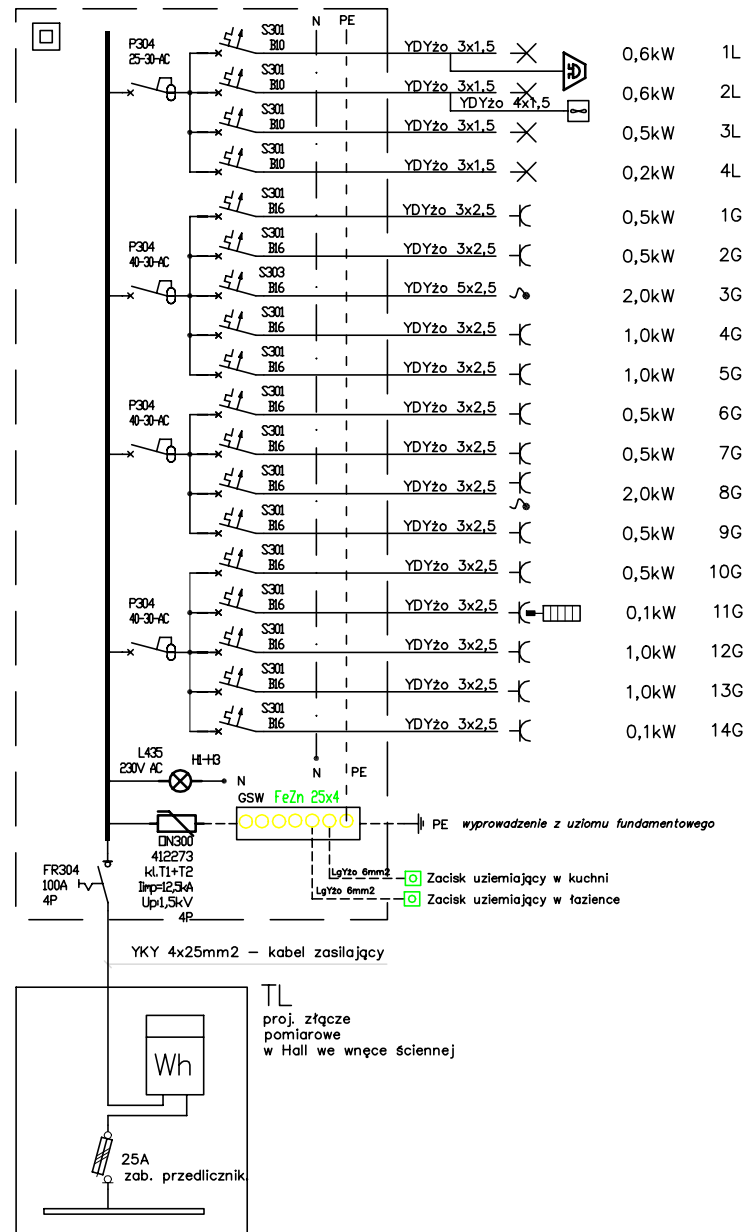 N PE
P304
25-30-AC
S301
B10
YDYżo 3x1,5
0,6kW 1L
S301
B10
YDYżo 3x1,5
0,6kW 2L
YDYżo 4x1,5
S301
B10
YDYżo 3x1,5
0,5kW 3L
S301
B10
YDYżo 3x1,5
0,2kW 4L
S301
B16
YDYżo 3x2,5
0,5kW 1G
P304
40-30-AC
S301
B16
YDYżo 3x2,5
0,5kW 2G
S303
B16
YDYżo 5x2,5
2,0kW 3G
S301
B16
YDYżo 3x2,5
1,0kW 4G
S301
B16
YDYżo 3x2,5
1,0kW 5G
P304
40-30-AC
S301
B16
YDYżo 3x2,5
0,5kW 6G
S301
B16
YDYżo 3x2,5
0,5kW 7G
S301
B16
YDYżo 3x2,5
2,0kW 8G
S301
B16
YDYżo 3x2,5
0,5kW 9G
S301
B16
YDYżo 3x2,5
0,5kW 10G
P304
40-30-AC
S301
B16
YDYżo 3x2,5
0,1kW 11G
S301
B16
YDYżo 3x2,5
1,0kW 12G
S301
B16
YDYżo 3x2,5
1,0kW 13G
S301
B16
YDYżo 3x2,5
0,1kW 14G
L435
230V AC
H1-H3
N
N
PE
GSW FeZn 25x4
PE wyprowadzenie z uziomu fundamentowego
DN300
412273
kl.T1+T2
Iimp=12,5kA
Up:1,5kV
4P
FR304
100A
4P
LgYżo 6mm2
Zacisk uziemiający w kuchni
LgYżo 6mm2
Zacisk uziemiający w łazience
YKY 4x25mm2 – kabel zasilający
TL
proj. złącze
pomiarowe
w Hall we wnęce ściennej
Wh
25A
zab. przedlicznik.